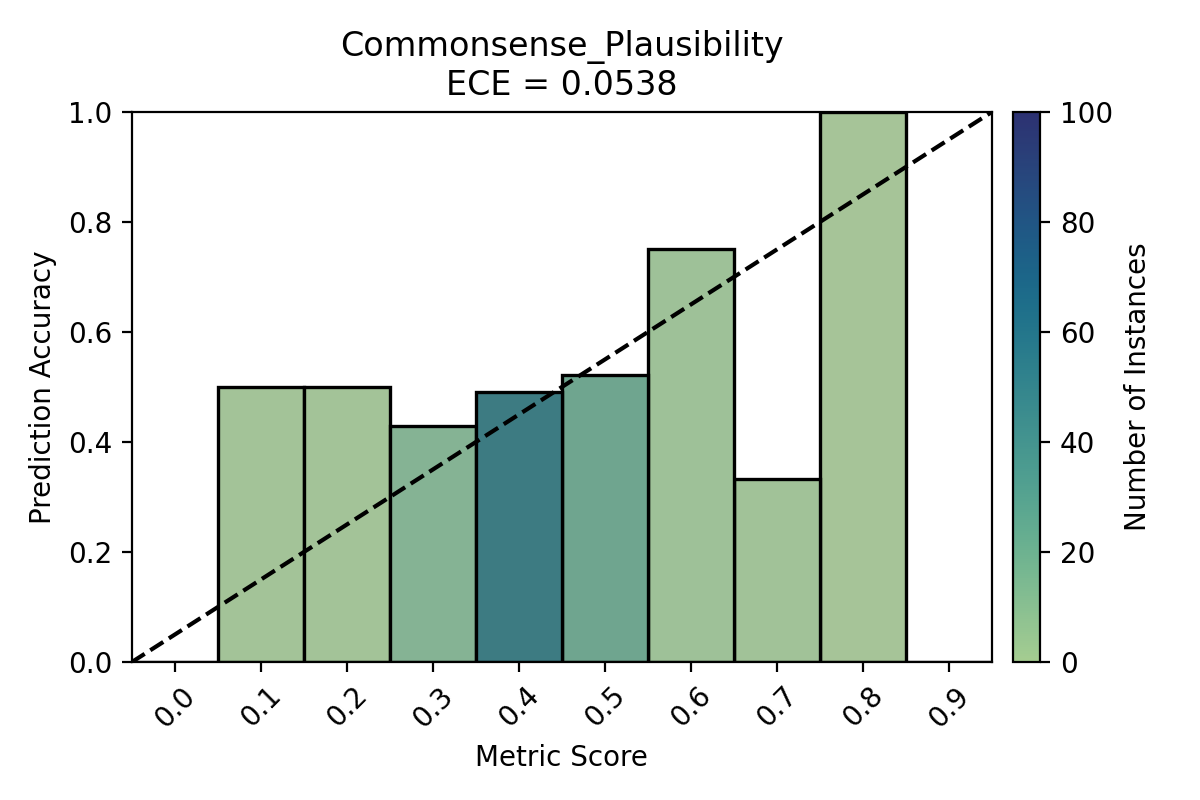 Commonsense_Plausibility
ECE = 0.0538
Prediction Accuracy
1.0
0.8
0.6
0.4
0.2
0.0
0.0 0.1 0.2 0.3 0.4 0.5 0.6 0.7 0.8 0.9
Metric Score
100
80
60
40
20
0
Number of Instances